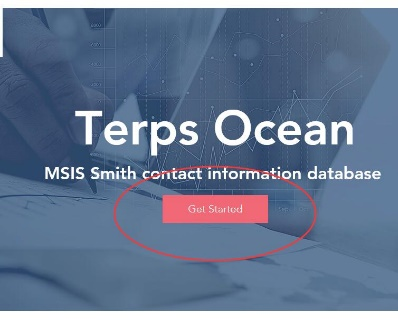 Terps Ocean
MSIS Smith contact information database
Get Started